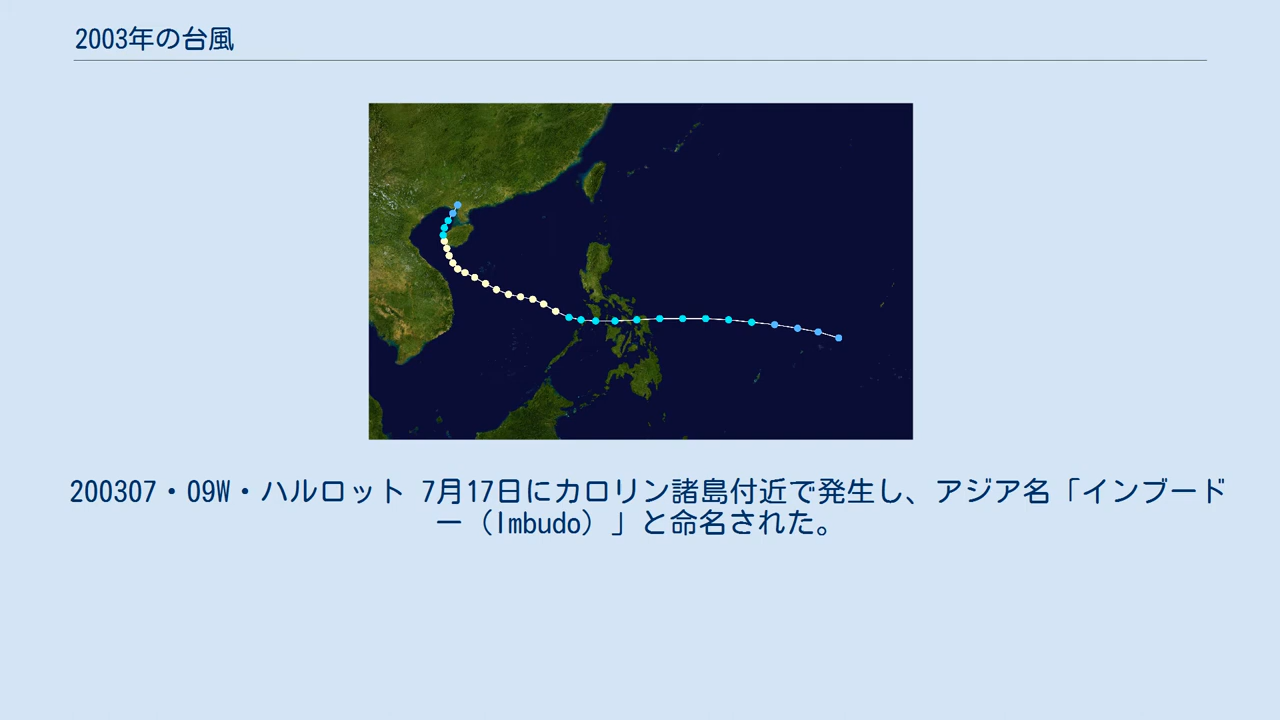 2003年の台風
200307・09W・ハルロット 7月17日にカロリン諸島付近で発生し、アジア名「インブード
ー（Imbudo）」と命名された。